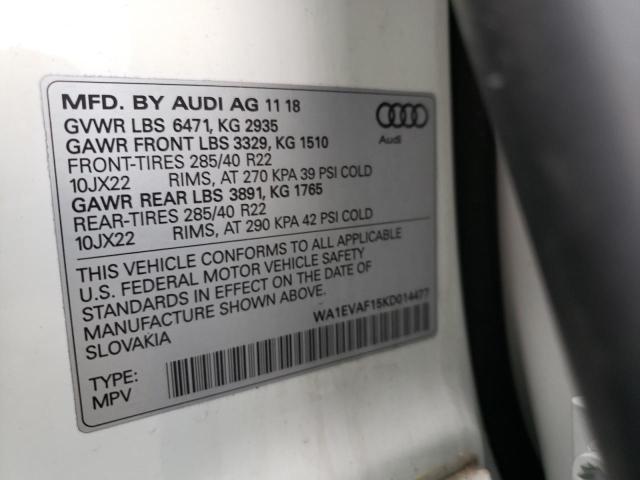 MFD. BY AUDI AG 11 18
GVWR LBS 6471, KG 2935
GAWR FRONT LBS 3329, KG 1510
FRONT-TIRES 285/40 R22
10JX22 RIMS, AT 270 KPA 39 PSI COLD
GAWR REAR LBS 3891, KG 1765
REAR-TIRES 285/40 R22
10JX22 RIMS, AT 290 KPA 42 PSI COLD
Audi
THIS VEHICLE CONFORMS TO ALL APPLICABLE
U.S. FEDERAL MOTOR VEHICLE SAFETY
STANDARDS IN EFFECT ON THE DATE OF
MANUFACTURE SHOWN ABOVE.
SLOVAKIA
WA1EVAF15KD014477
TYPE:
MPV